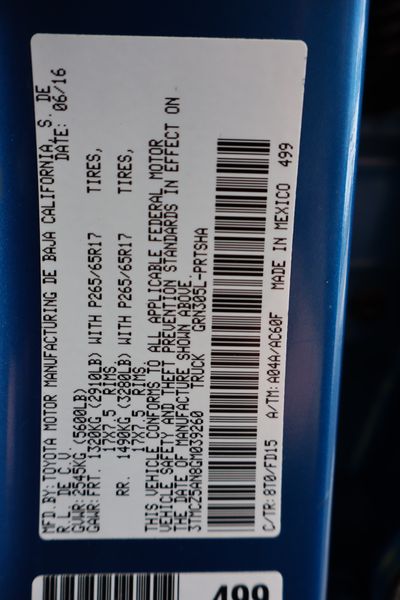 MFD.BY:TOYOTA MOTOR MANUFACTURING DE BAJA CALIFORNIA, S. DE
R.L. DE C.V. DATE: 06/16
GVWR:2545KG(5600LB)
GAWR:FRT. 1320KG(2910LB) WITH P265/65R17 TIRES,
17X7.5 RIMS
RR. 1490KG(3280LB) WITH P265/65R17 TIRES,
17X7.5 RIMS
THIS VEHICLE CONFORMS TO ALL APPLICABLE FEDERAL MOTOR
VEHICLE SAFETY AND THEFT PREVENTION STANDARDS IN EFFECT ON
THE DATE OF MANUFACTURE SHOWN ABOVE.
3TMCZ5AN8GM039260 TRUCK GRN305L-PRTSHA
C/TR:8T0/FD15 A/TM:A04A/AC60F MADE IN MEXICO 499
499